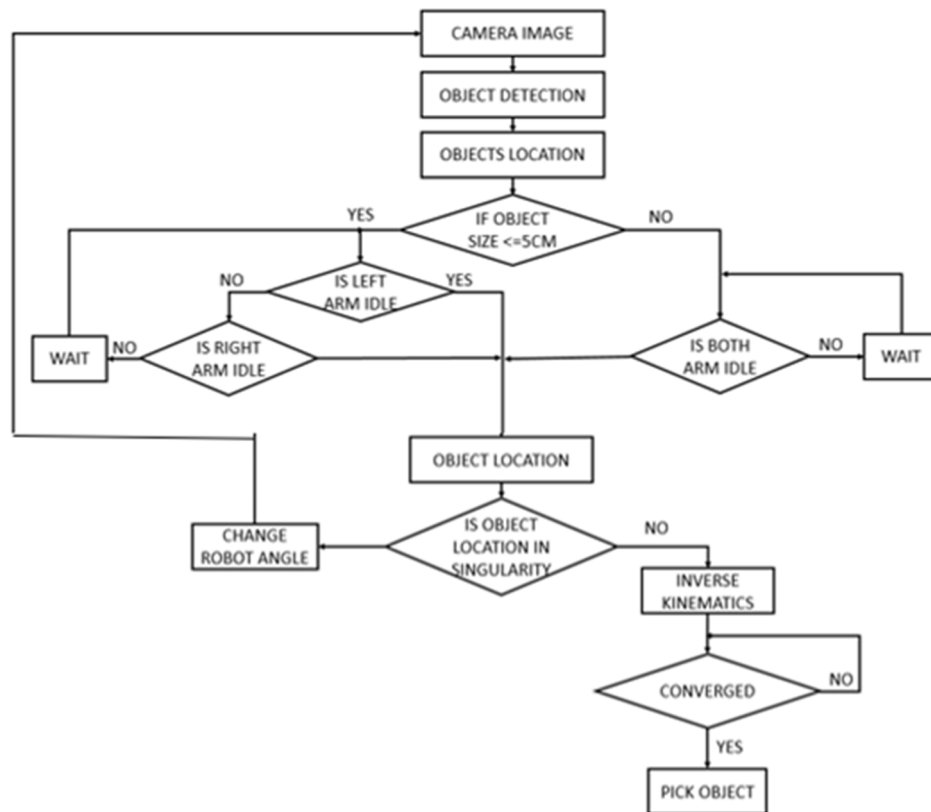 CAMERA IMAGE
OBJECT DETECTION
OBJECTS LOCATION
YES
IF OBJECT
SIZE <=5CM
NO
NO
IS LEFT
ARM IDLE
YES
WAIT
NO
IS RIGHT
ARM IDLE
IS BOTH
ARM IDLE
NO
WAIT
OBJECT LOCATION
CHANGE
ROBOT ANGLE
IS OBJECT
LOCATION IN
SINGULARITY
NO
INVERSE
KINEMATICS
CONVERGED
NO
YES
PICK OBJECT